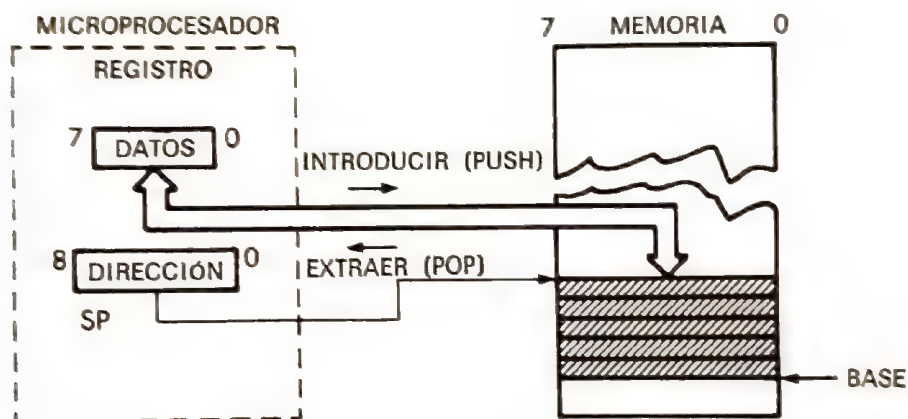 MICROPROCESADOR
7 MEMORIA 0
REGISTRO
7 DATOS 0
INTRODUCIR (PUSH)
8 DIRECCIÓN 0
EXTRAER (POP)
SP
BASE